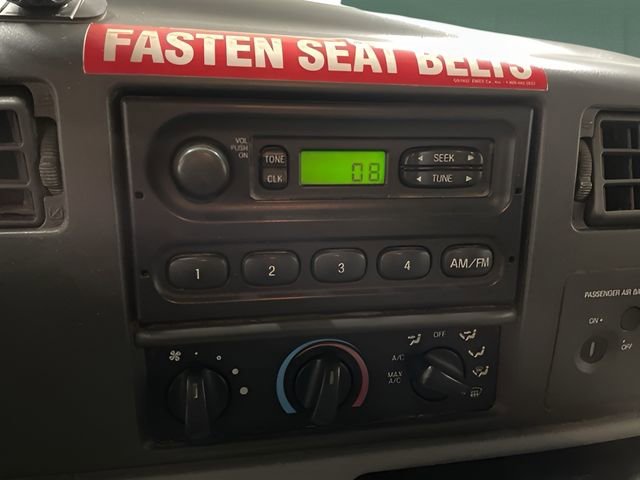 FASTEN SEAT BELTS
VOL
PUSH
ON
TONE
CLK
08
SEEK
TUNE
1
2
3
4
AM/FM
PASSENGER AIR BA
ON
OFF
OFF
A/C
MAX
A/C